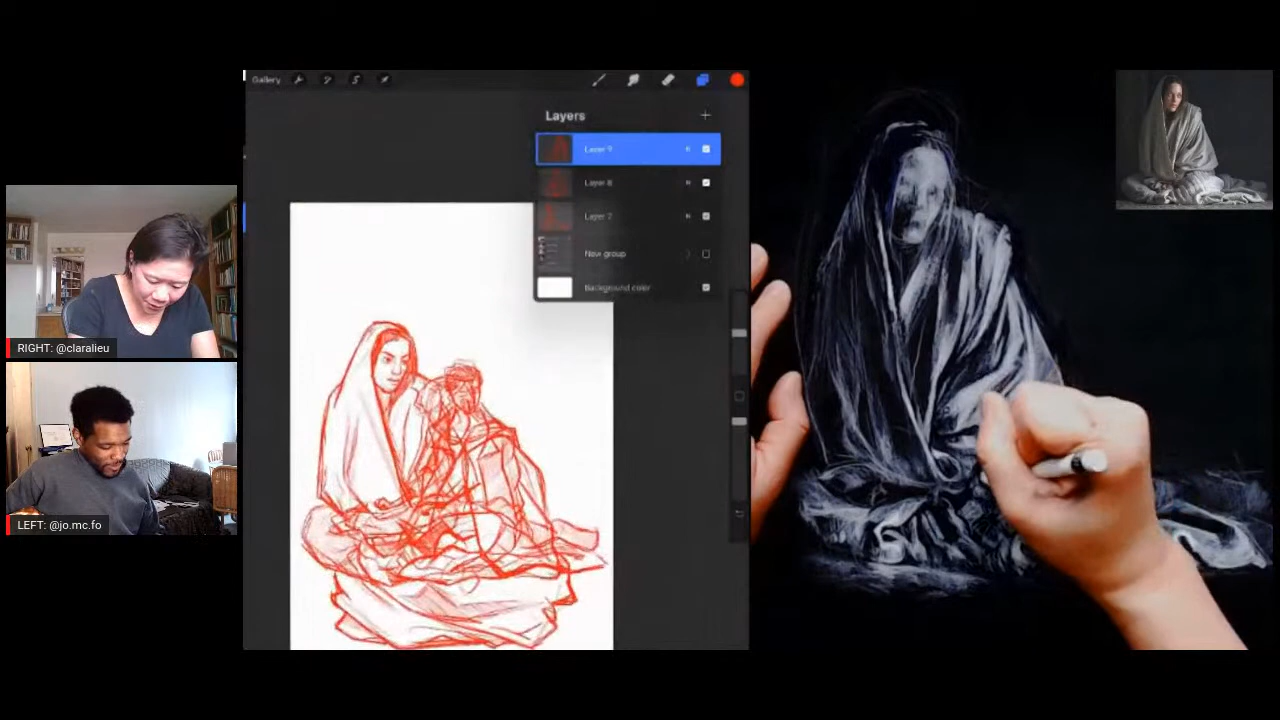 Gallery
Layers
Layer 9
Layer 8
Layer 7
New group
Background color
RIGHT: @claralieu
LEFT: @jo.mc.fo